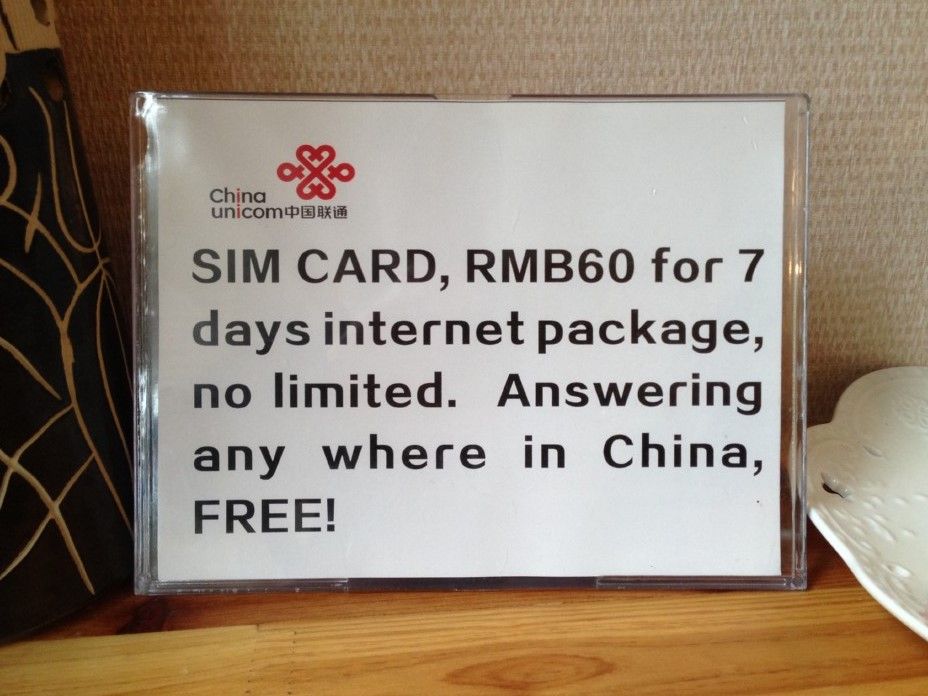 China
unicom中国联通
SIM CARD, RMB60 for 7
days internet package,
no limited. Answering
any where in China,
FREE!